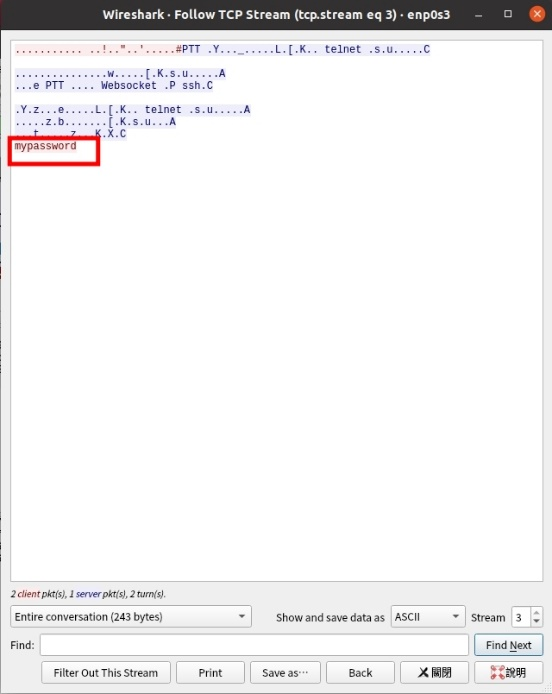 Wireshark · Follow TCP Stream (tcp.stream eq 3) · enp0s3
........... ..!.."..'.....#PTT .Y..._.....L.[.K.. telnet .s.u.....C
...............w.....[.K.s.u.....A
...e PTT .... Websocket .P ssh.C
.Y.z...e.....L.[.K.. telnet .s.u.....A
.....z.b.......[.K.s.u...A
...t.....z...K.X.C
mypassword
2 client pkt(s), 1 server pkt(s), 2 turn(s).
Entire conversation (243 bytes) Show and save data as ASCII Stream 3
Find: Find Next
Filter Out This Stream Print Save as… Back 關閉 說明